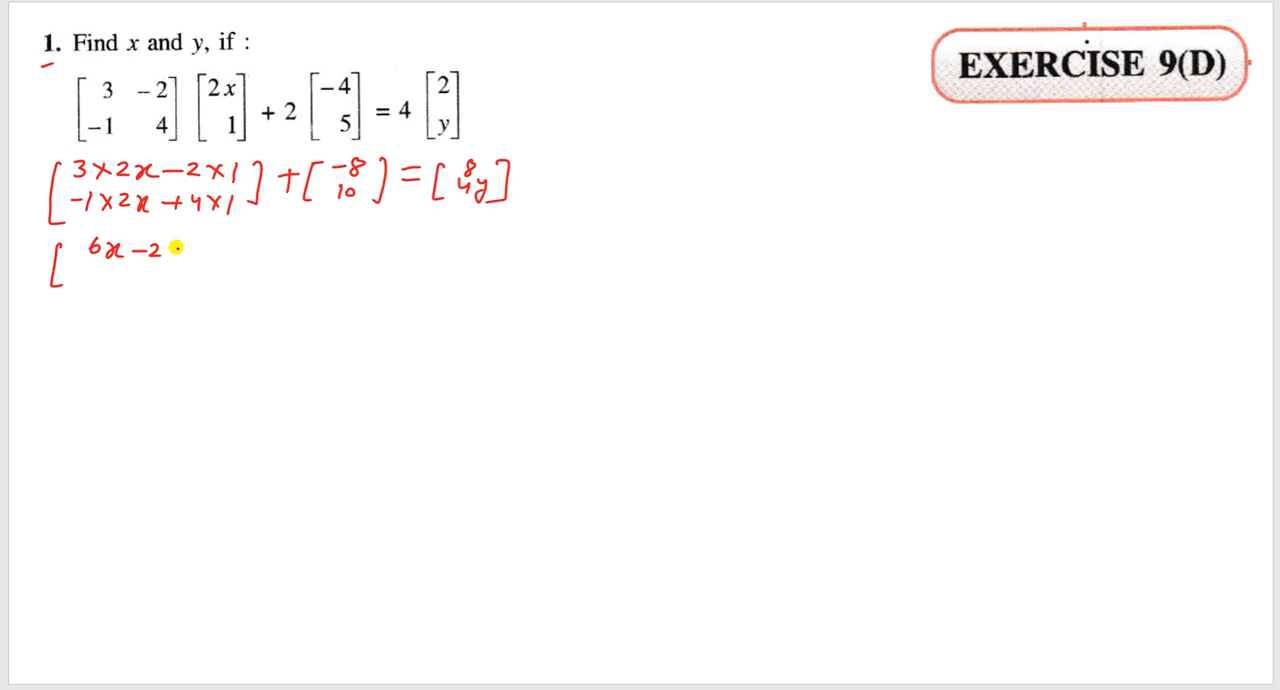 1. Find x and y, if :
EXERCISE 9(D)
[ 3 -2 ] [ 2x ] + 2 [ -4 ] = 4 [ 2 ]
[ -1 4 ] [ 1 ] [ 5 ] [ y ]
[ 3×2x-2×1 ] + [ -8 ] = [ 8 ]
[ -1×2x+4×1 ] [ 10 ] [ 4y ]
[ 6x-2